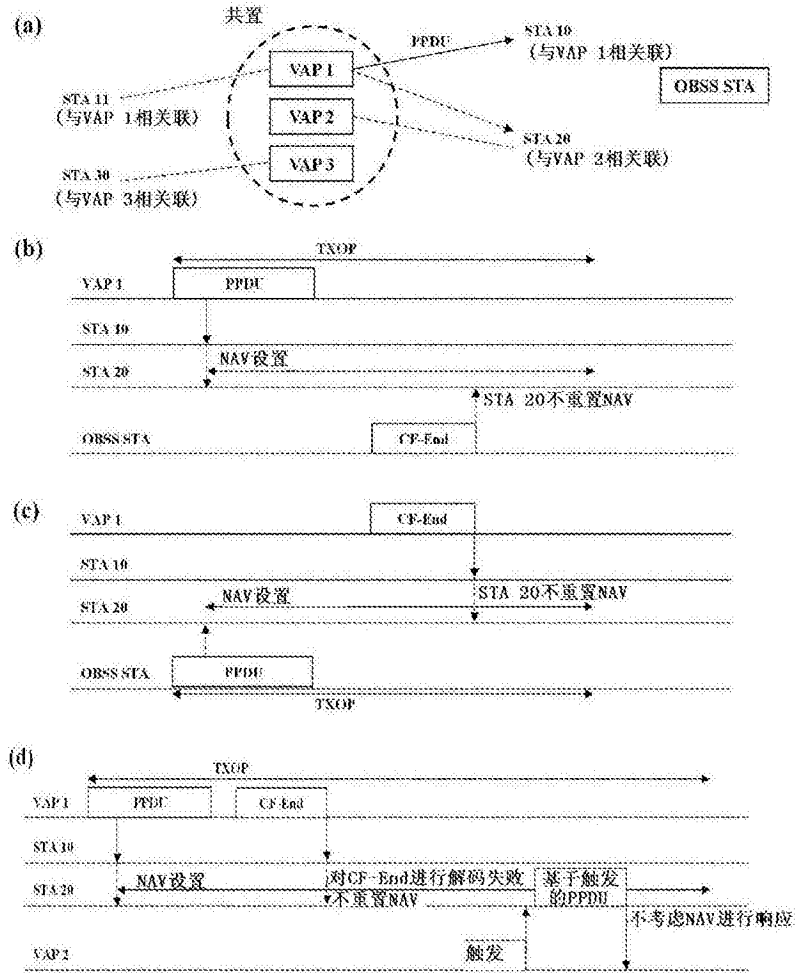 (a)
共置
VAP 1
VAP 2
VAP 3
PPDU
STA 10
(与VAP 1相关联)
OBSS STA
STA 11
(与VAP 1相关联)
STA 20
(与VAP 2相关联)
STA 30
(与VAP 3相关联)
(b)
TXOP
VAP 1
PPDU
STA 10
NAV设置
STA 20
STA 20不重置NAV
OBSS STA
CF-End
(c)
VAP 1
CF-End
STA 10
NAV设置
STA 20不重置NAV
STA 20
OBSS STA
PPDU
TXOP
(d)
TXOP
VAP 1
PPDU
CF-End
STA 10
STA 20
NAV设置
对CF-End进行解码失败
不重置NAV
基于触发
的PPDU
不考虑NAV进行响应
VAP 2
触发